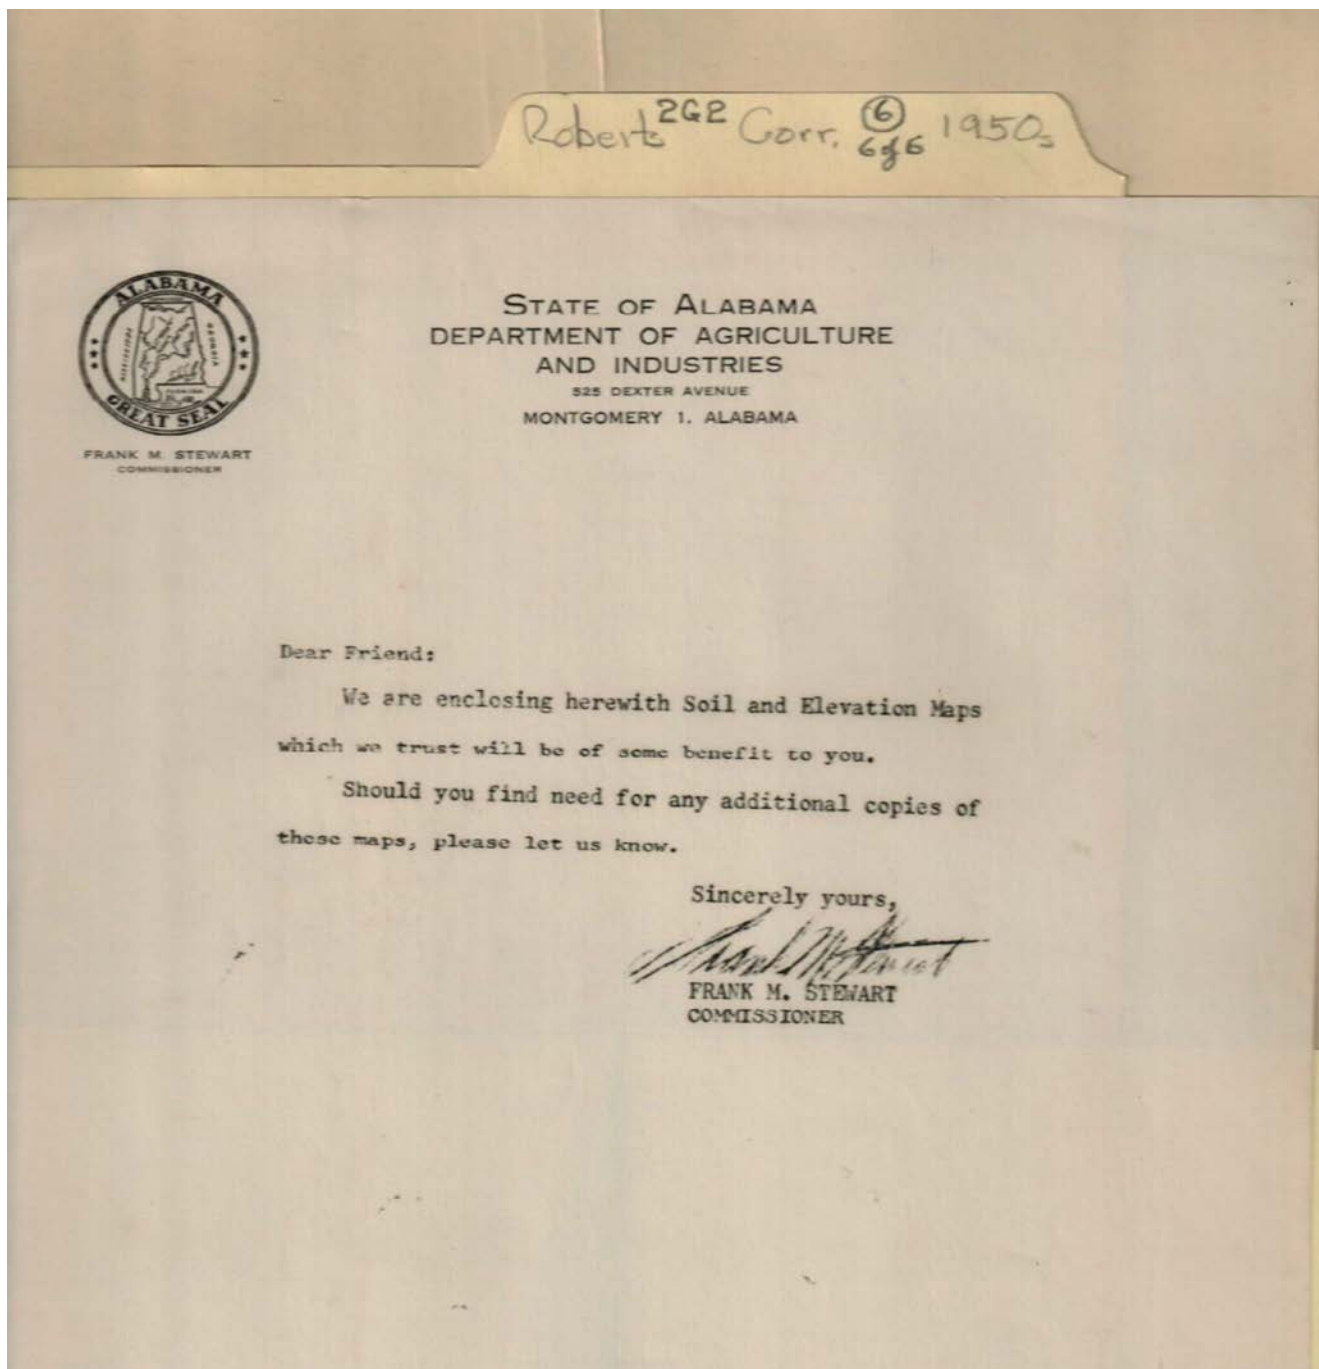 Roberts 2G2 Corr. 6 1950s
6 of 6
ALABAMA
MISSISSIPPI
GEORGIA
GREAT SEAL
FRANK M. STEWART
COMMISSIONER
STATE OF ALABAMA
DEPARTMENT OF AGRICULTURE
AND INDUSTRIES
525 DEXTER AVENUE
MONTGOMERY 1, ALABAMA
Dear Friend:
We are enclosing herewith Soil and Elevation Maps
which we trust will be of some benefit to you.
Should you find need for any additional copies of
these maps, please let us know.
Sincerely yours,
Frank M. Stewart
FRANK M. STEWART
COMMISSIONER